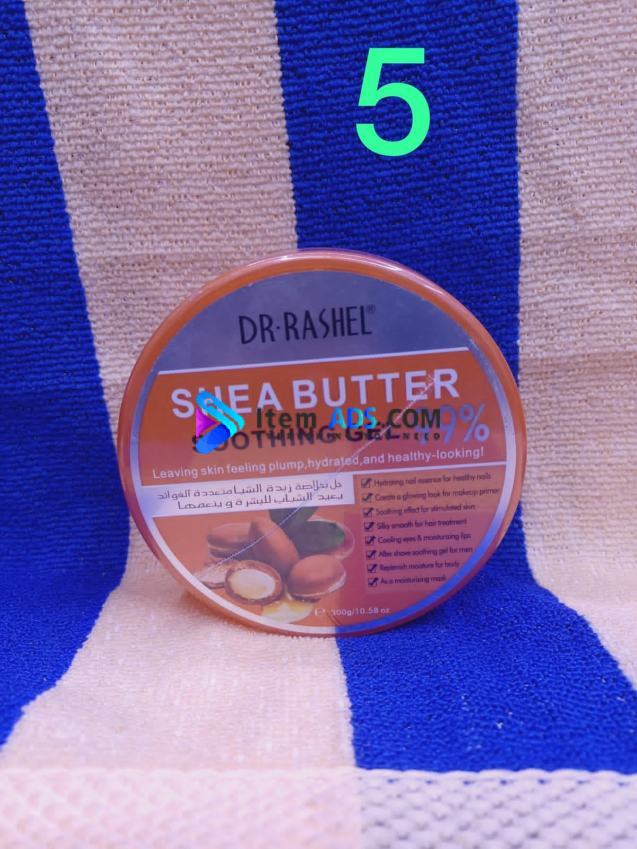 5
DR·RASHEL®
SHEA BUTTER
Item ADS.COM
SOOTHING GEL 99%
NEED
Leaving skin feeling plump,hydrated,and healthy-looking!
جل بخلاصة زبدة الشيا متعددة الفوائد
يعيد الشباب للبشرة و ينعمها
Hydrating nail essence for healthy nails
Create a glowing look for makeup primer
Soothing effect for stimulated skin
Silky smooth for hair treatment
Cooling eyes & moisturizing lips
After shave soothing gel for men
Replenish moisture for body
As a moisturizing mask
300g/10.58 oz